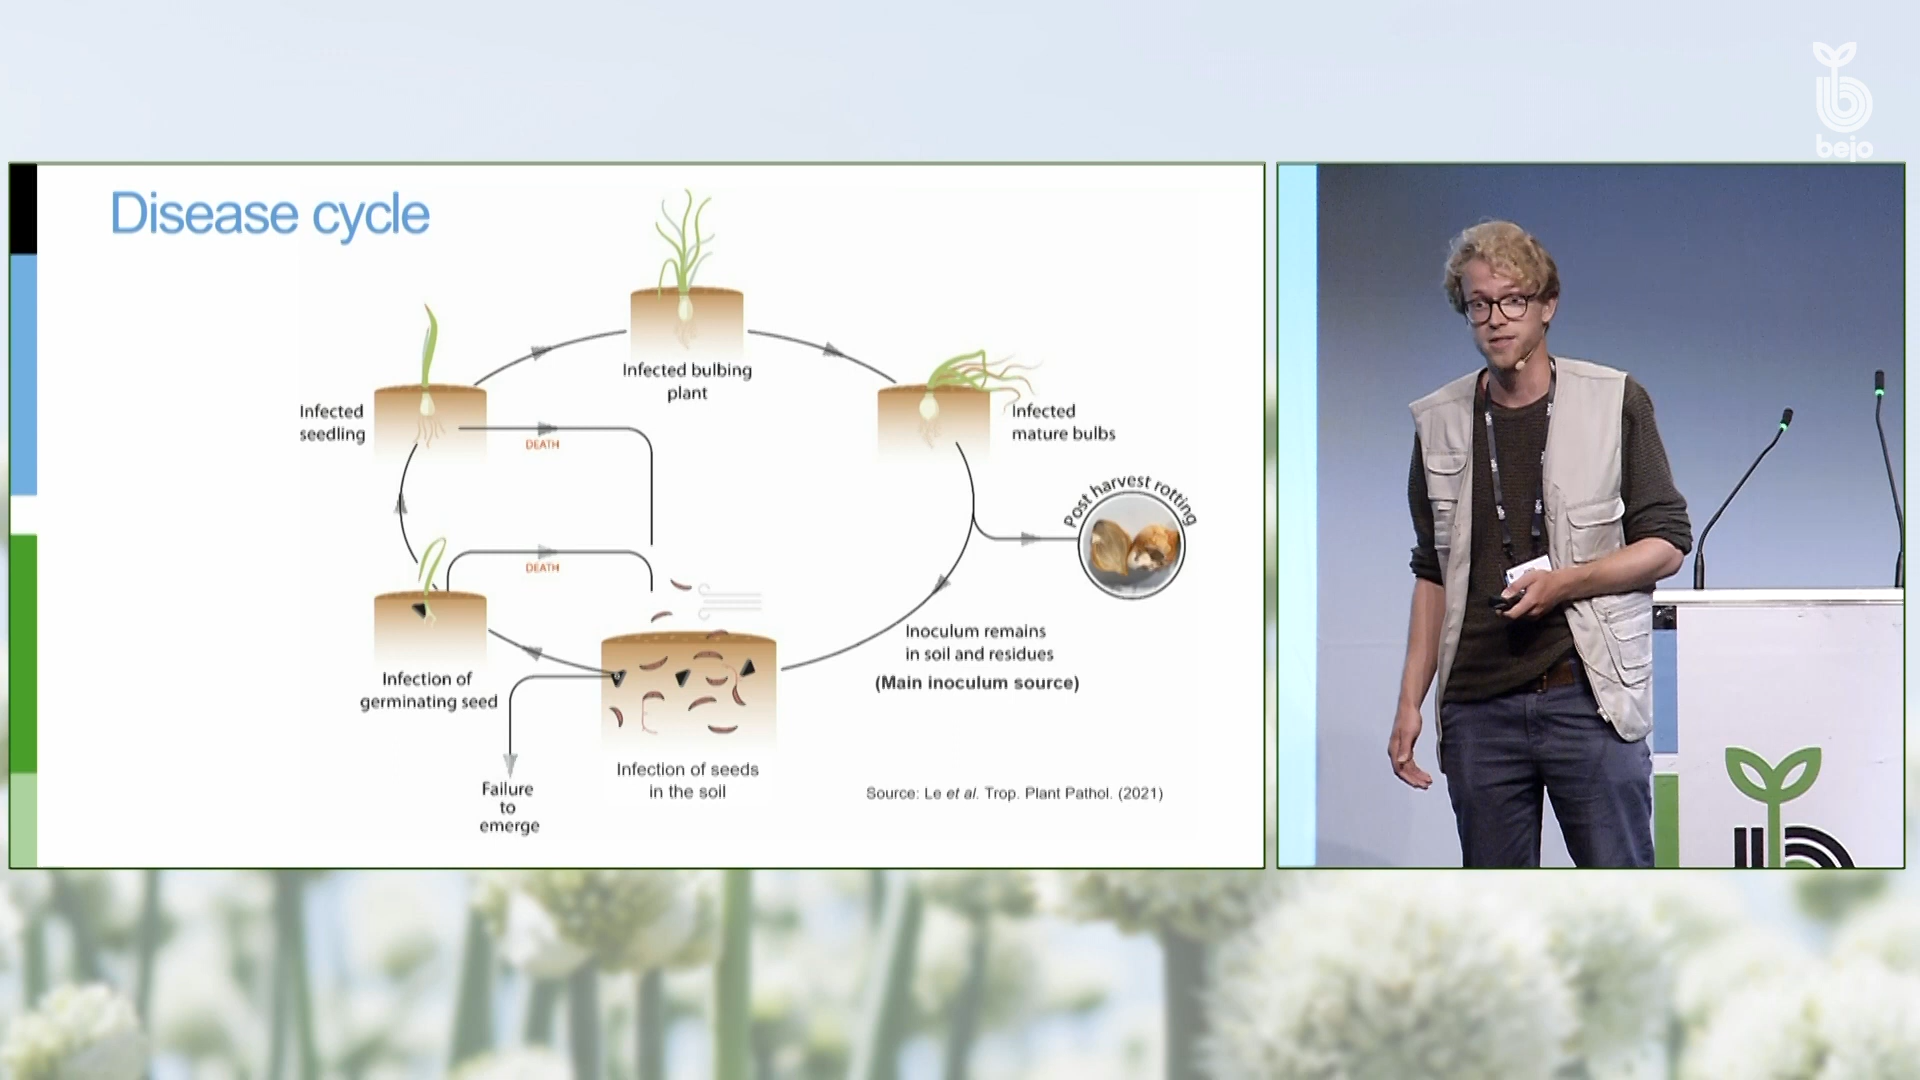 bejo
Disease cycle
Infected bulbing
plant
Infected
seedling
DEATH
Infected
mature bulbs
Post harvest rotting
DEATH
Infection of
germinating seed
Inoculum remains
in soil and residues
(Main inoculum source)
Infection of seeds
in the soil
Failure
to
emerge
Source: Le et al. Trop. Plant Pathol. (2021)